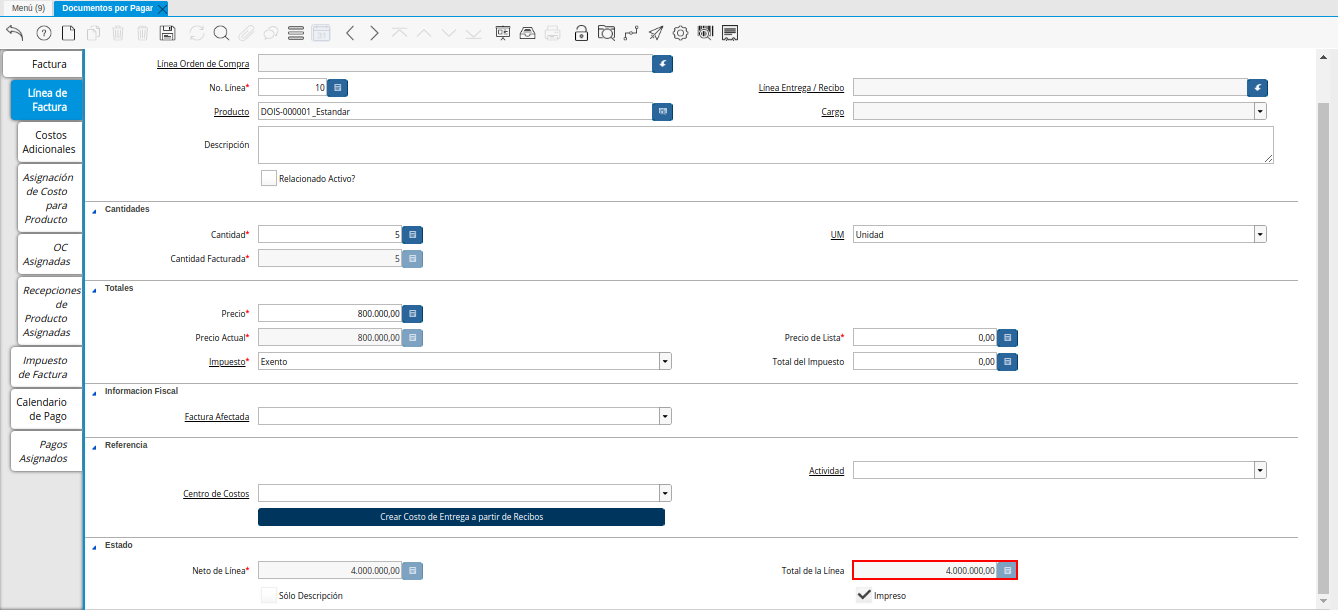 Menú (9)
Documentos por Pagar
Factura
Línea de
Factura
Costos
Adicionales
Asignación
de Costo
para
Producto
OC
Asignadas
Recepciones
de
Producto
Asignadas
Impuesto
de Factura
Calendario
de Pago
Pagos
Asignados
Línea Orden de Compra
No. Línea* 10
Línea Entrega / Recibo
Producto DOIS-000001_Estandar
Cargo
Descripción
Relacionado Activo?
Cantidades
Cantidad* 5
UM Unidad
Cantidad Facturada* 5
Totales
Precio* 800.000,00
Precio Actual* 800.000,00
Precio de Lista* 0,00
Impuesto* Exento
Total del Impuesto 0,00
Informacion Fiscal
Factura Afectada
Referencia
Actividad
Centro de Costos
Crear Costo de Entrega a partir de Recibos
Estado
Neto de Línea* 4.000.000,00
Total de la Línea 4.000.000,00
Sólo Descripción
Impreso